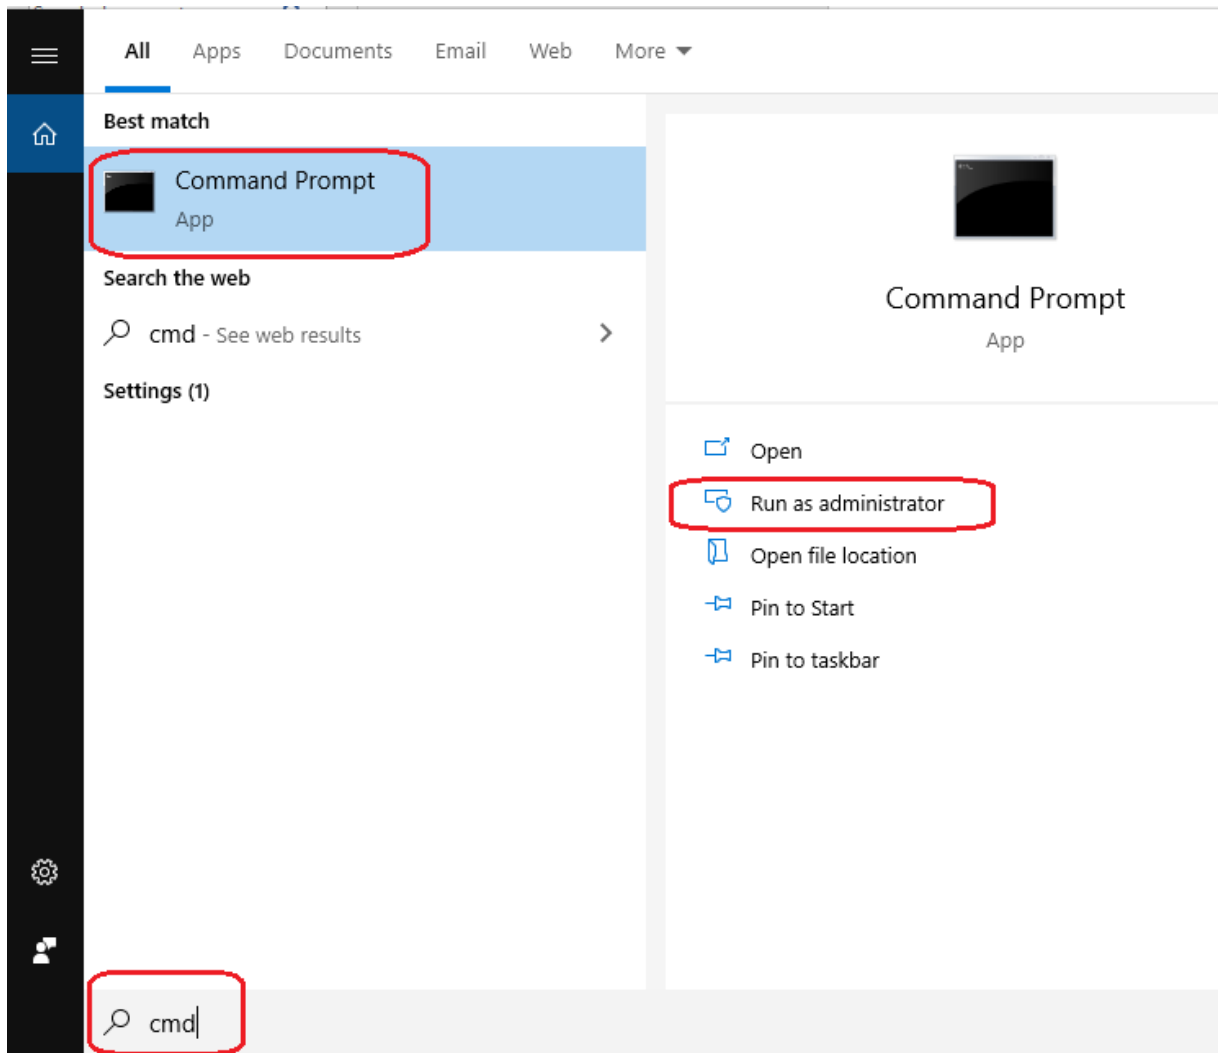 All Apps Documents Email Web More
Best match
Command Prompt
App
Search the web
cmd - See web results
Settings (1)
Command Prompt
App
Open
Run as administrator
Open file location
Pin to Start
Pin to taskbar
cmd